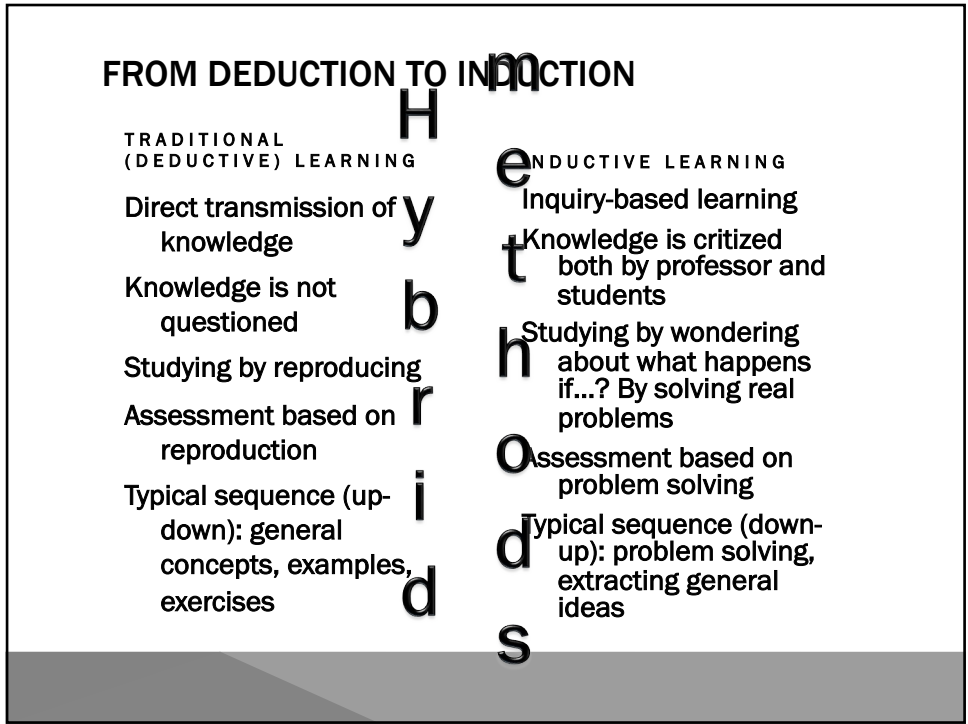 FROM DEDUCTION TO INDUCTION
TRADITIONAL
(DEDUCTIVE) LEARNING
Direct transmission of
knowledge
Knowledge is not
questioned
Studying by reproducing
Assessment based on
reproduction
Typical sequence (up-
down): general
concepts, examples,
exercises
Hybrid
methods
INDUCTIVE LEARNING
Inquiry-based learning
Knowledge is critized
both by professor and
students
Studying by wondering
about what happens
if...? By solving real
problems
Assessment based on
problem solving
Typical sequence (down-
up): problem solving,
extracting general
ideas